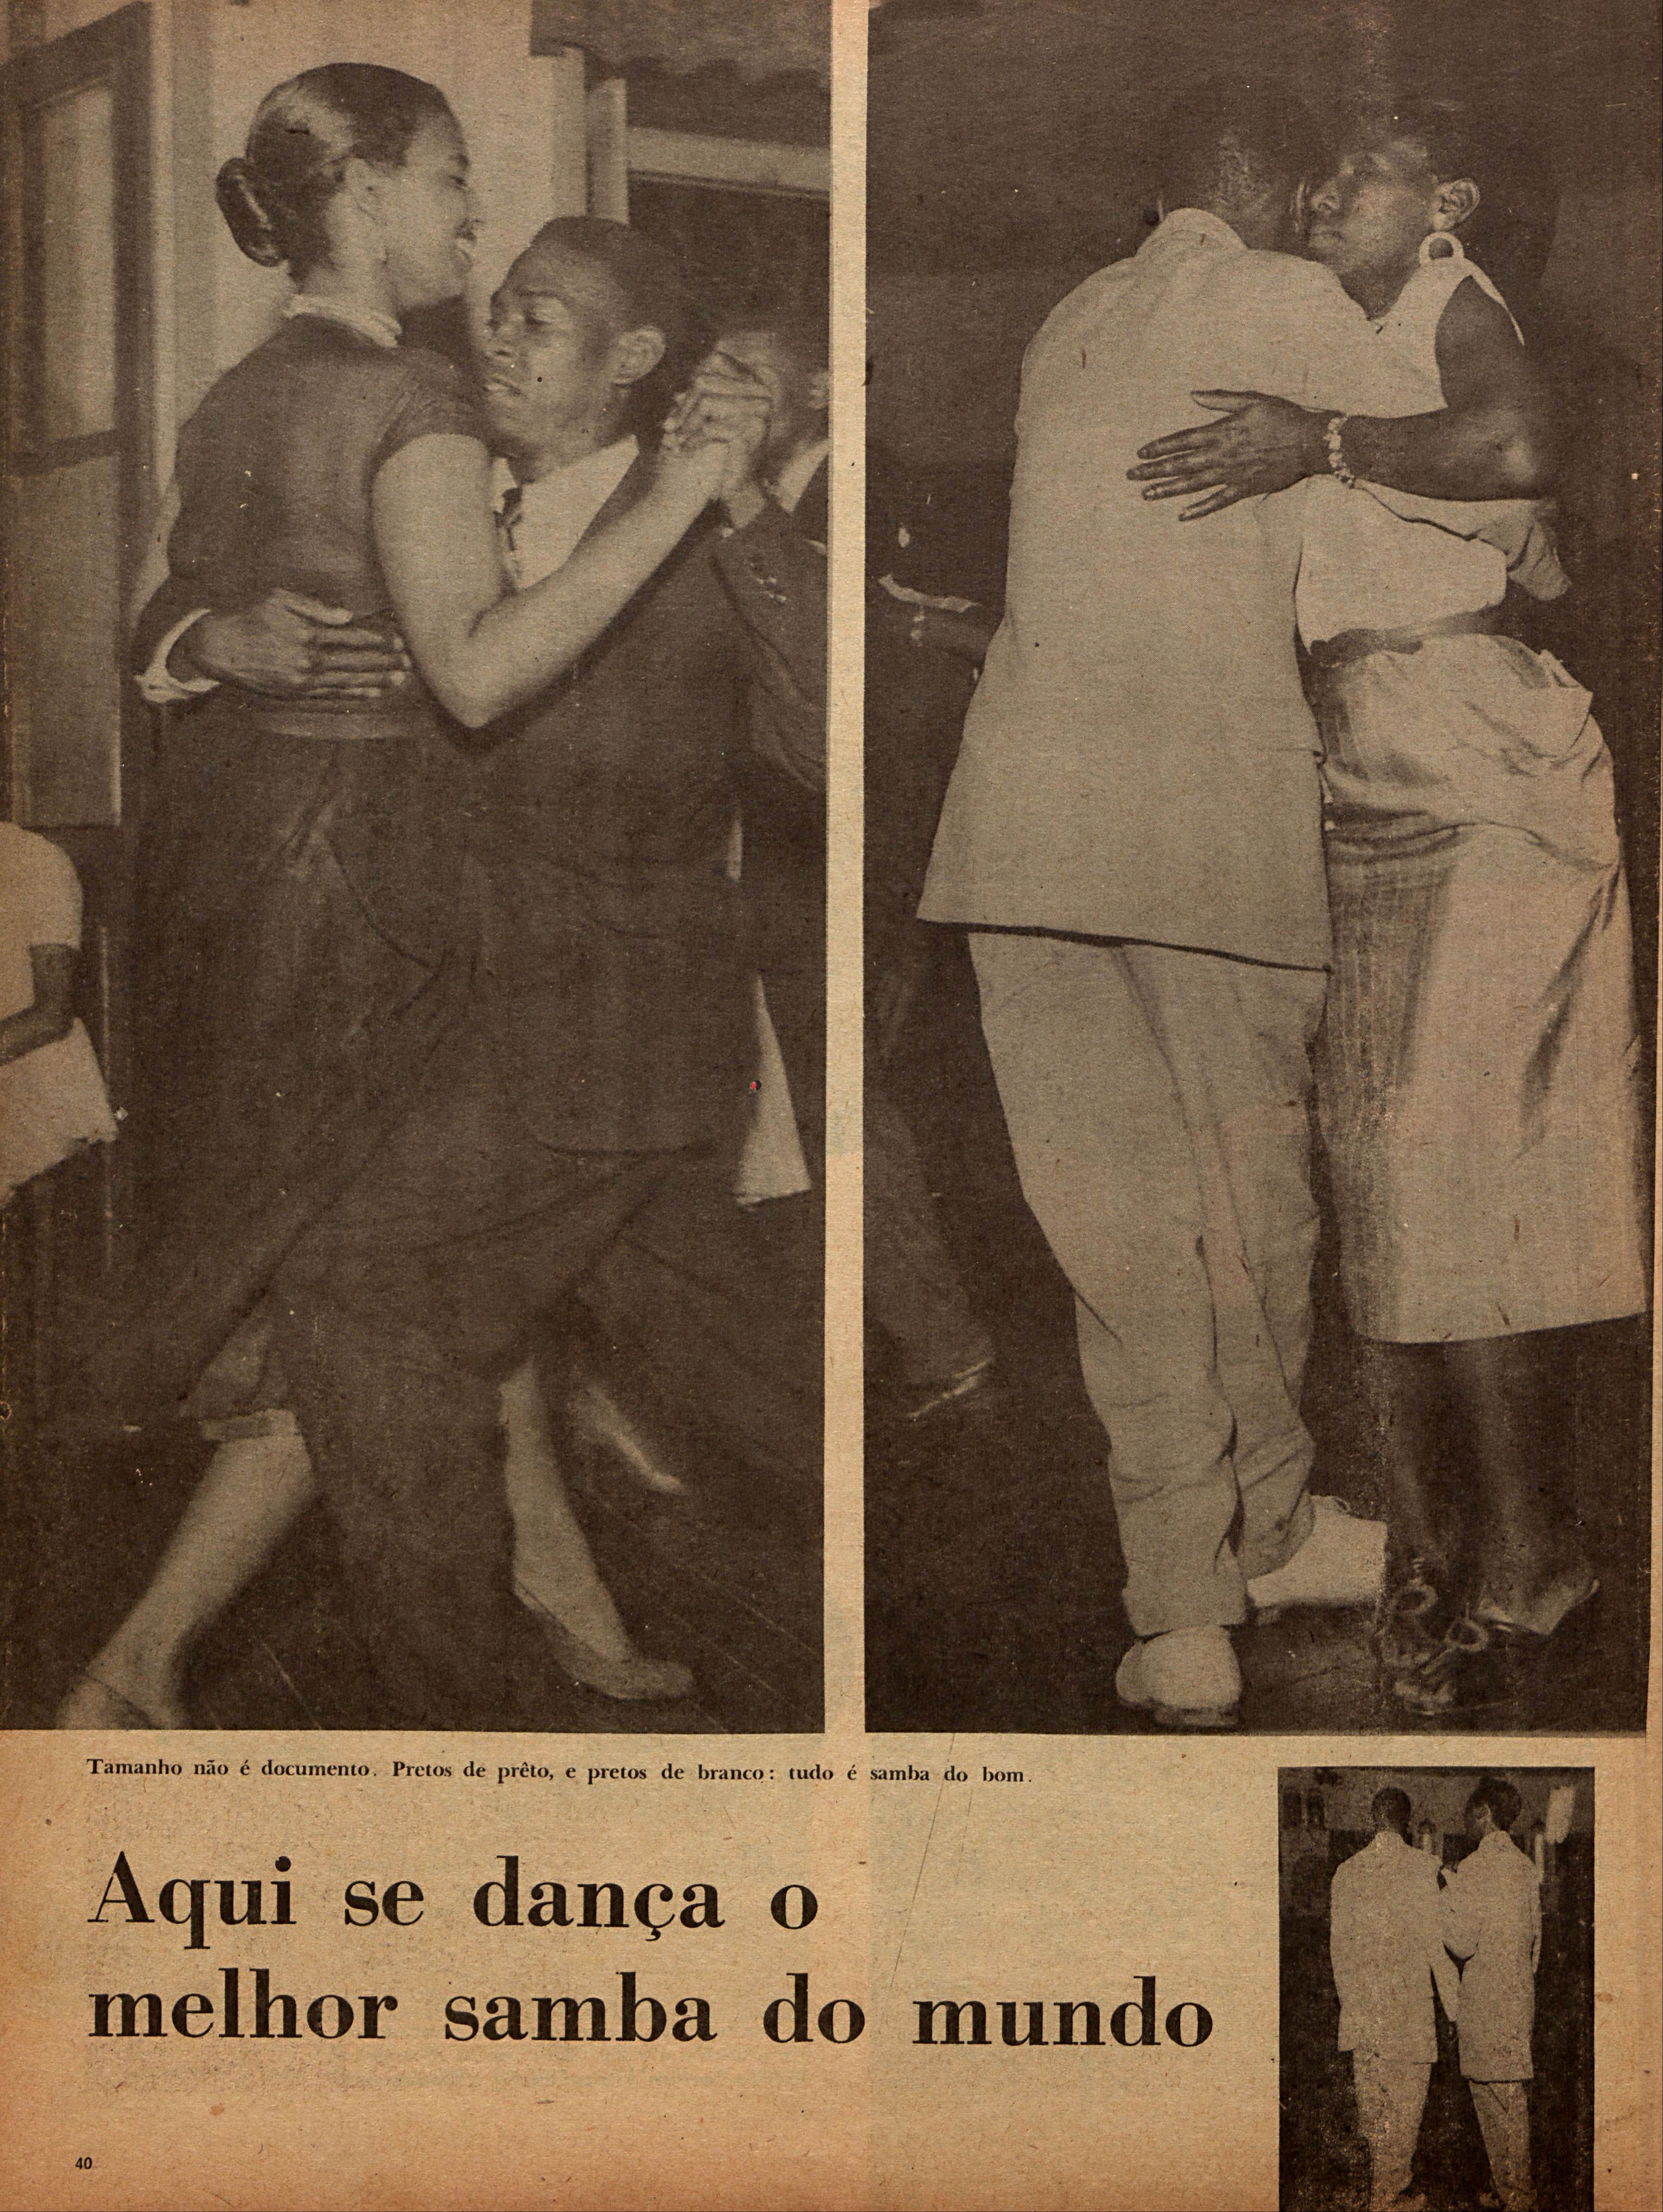 Tamanho não é documento. Pretos de prêto, e pretos de branco: tudo é samba do bom.
Aqui se dança o
melhor samba do mundo
40